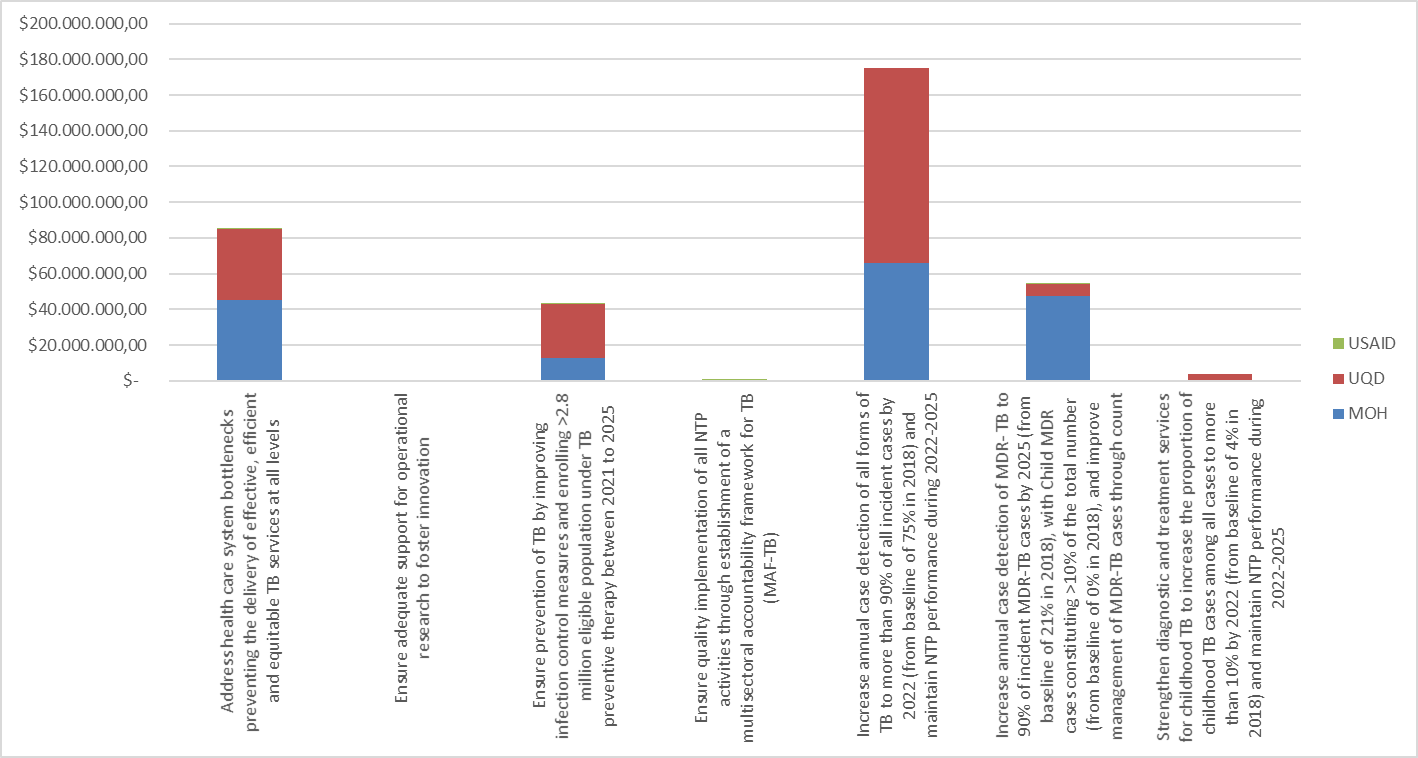 $200.000.000,00
$180.000.000,00
$160.000.000,00
$140.000.000,00
$120.000.000,00
$100.000.000,00
$80.000.000,00
$60.000.000,00
$40.000.000,00
$20.000.000,00
$-
Address health care system bottlenecks
preventing the delivery of effective, efficient
and equitable TB services at all levels
Ensure adequate support for operational
research to foster innovation
Ensure prevention of TB by improving
infection control measures and enrolling >2.8
million eligible population under TB
preventive therapy between 2021 to 2025
Ensure quality implementation of all NTP
activities through establishment of a
multisectoral accountability framework for TB
(MAF-TB)
Increase annual case detection of all forms of
TB to more than 90% of all incident cases by
2022 (from baseline of 75% in 2018) and
maintain NTP performance during 2022-2025
Increase annual case detection of MDR- TB to
90% of incident MDR-TB cases by 2025 (from
baseline of 21% in 2018), with Child MDR
cases constituting >10% of the total number
(from baseline of 0% in 2018), and improve
management of MDR-TB cases through count
Strengthen diagnostic and treatment services
for childhood TB to increase the proportion of
childhood TB cases among all cases to more
than 10% by 2022 (from baseline of 4% in
2018) and maintain NTP performance during
2022-2025
USAID
UQD
MOH